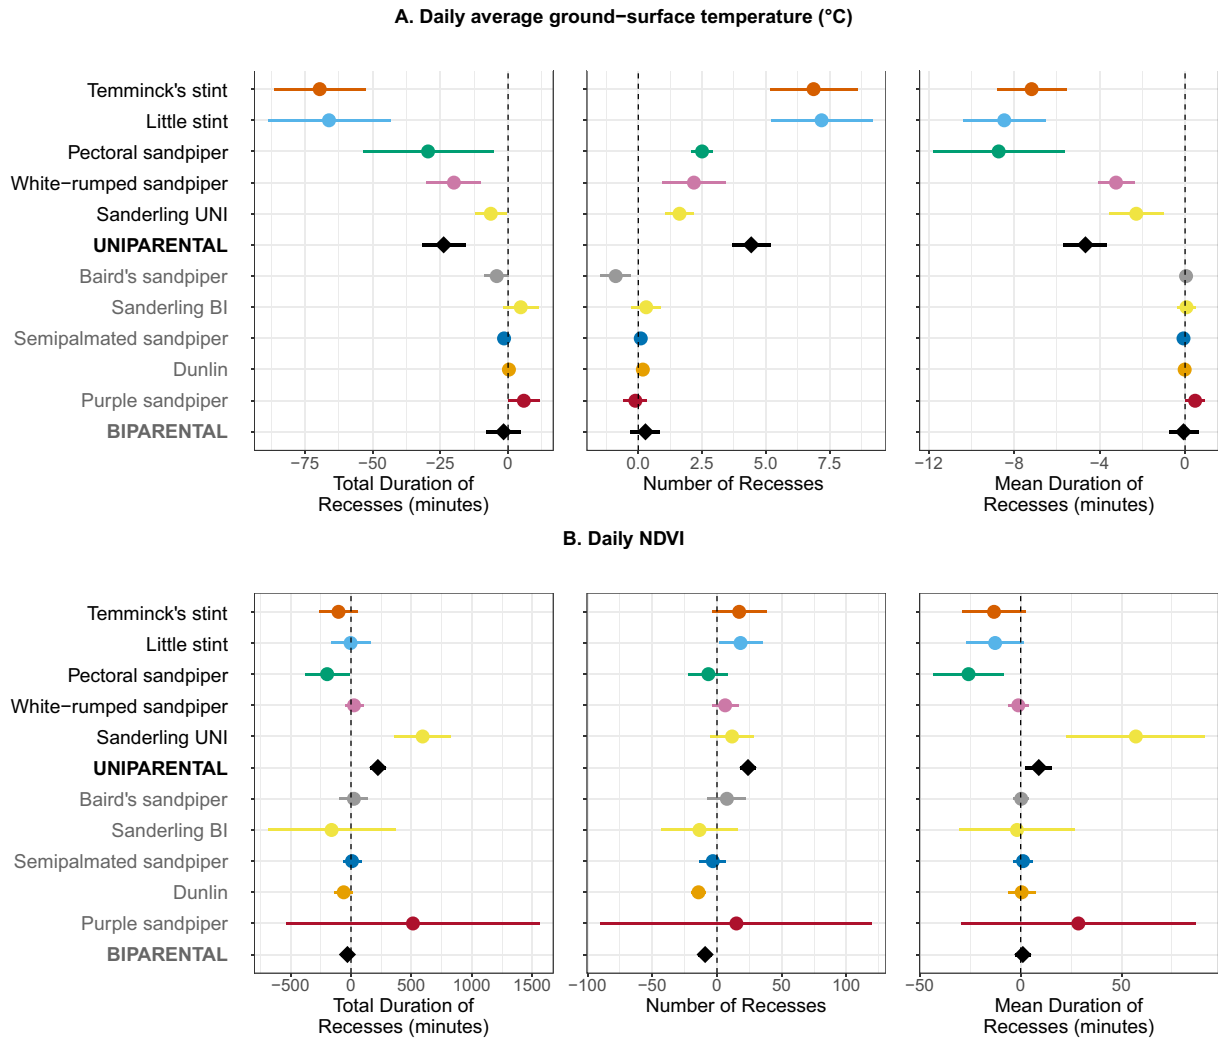 A. Daily average ground−surface temperature (°C)
Temminck's stint
Little stint
Pectoral sandpiper
White−rumped sandpiper
Sanderling UNI
UNIPARENTAL
Baird's sandpiper
Sanderling BI
Semipalmated sandpiper
Dunlin
Purple sandpiper
BIPARENTAL
−75 −50 −25 0
Total Duration of
Recesses (minutes)
0.0 2.5 5.0 7.5
Number of Recesses
−12 −8 −4 0
Mean Duration of
Recesses (minutes)
B. Daily NDVI
Temminck's stint
Little stint
Pectoral sandpiper
White−rumped sandpiper
Sanderling UNI
UNIPARENTAL
Baird's sandpiper
Sanderling BI
Semipalmated sandpiper
Dunlin
Purple sandpiper
BIPARENTAL
−500 0 500 1000 1500
Total Duration of
Recesses (minutes)
−100 −50 0 50 100
Number of Recesses
−50 0 50
Mean Duration of
Recesses (minutes)